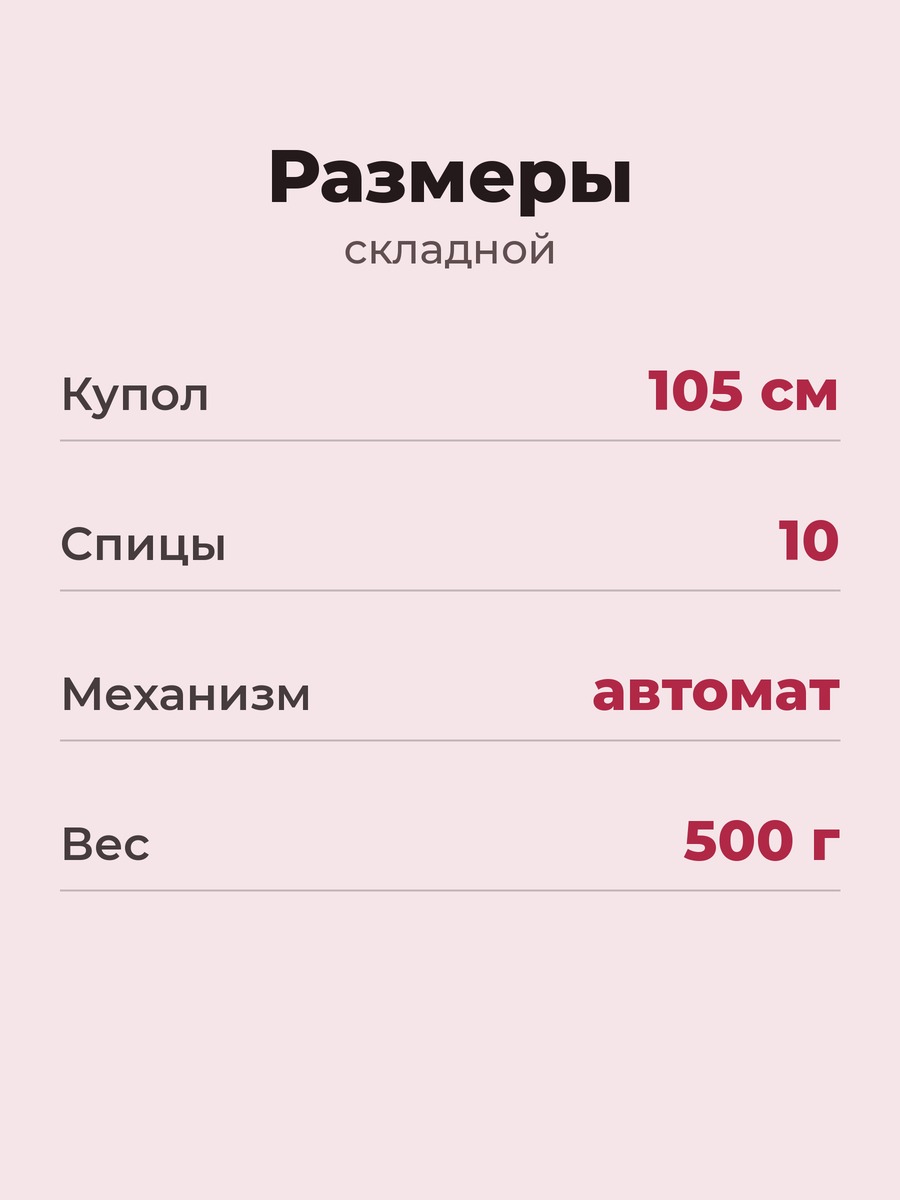 Размеры
складной
Купол 105 см
Спицы 10
Механизм автомат
Вес 500 г